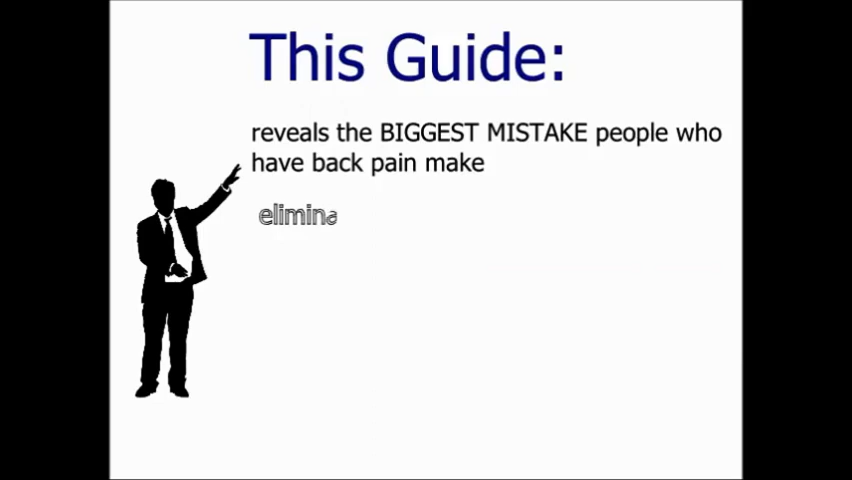 This Guide:
reveals the BIGGEST MISTAKE people who
have back pain make
elimina